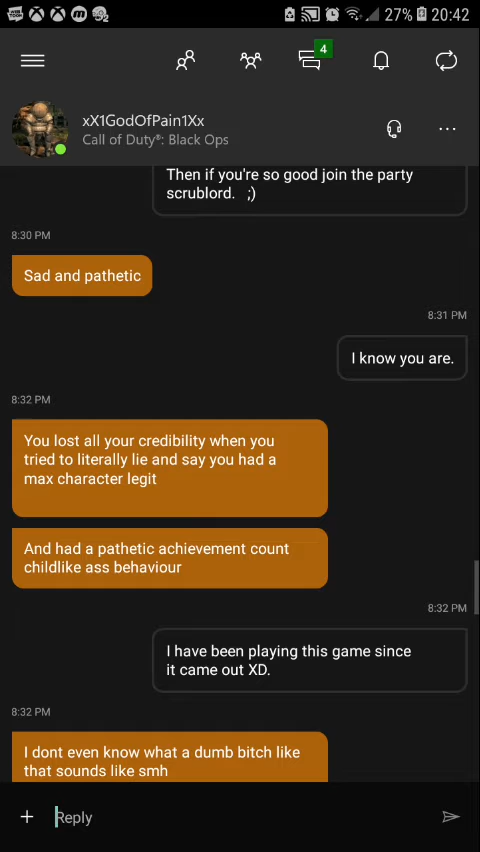 27% 20:42
4
xX1GodOfPain1Xx
Call of Duty®: Black Ops
Then if you're so good join the party
scrublord.   ;)
8:30 PM
Sad and pathetic
8:31 PM
I know you are.
8:32 PM
You lost all your credibility when you
tried to literally lie and say you had a
max character legit
And had a pathetic achievement count
childlike ass behaviour
8:32 PM
I have been playing this game since
it came out XD.
8:32 PM
I dont even know what a dumb bitch like
that sounds like smh
Reply